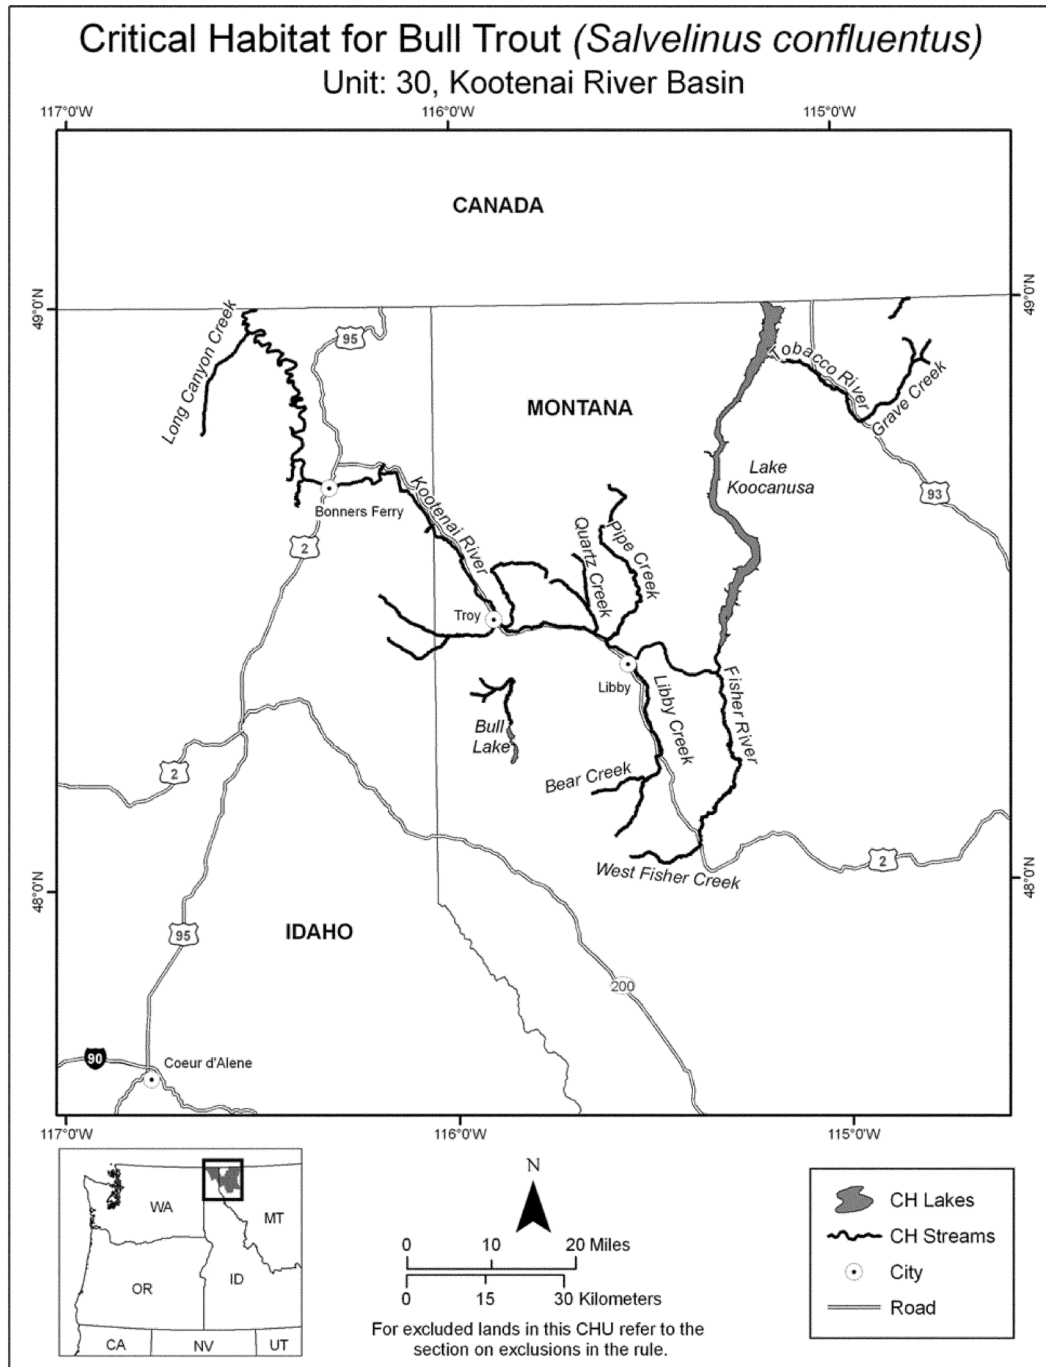 Critical Habitat for Bull Trout (Salvelinus confluentus)
Unit: 30, Kootenai River Basin
117°0'W
116°0'W
115°0'W
CANADA
49°0'N
49°0'N
Long Canyon Creek
95
Tobacco River
Grave Creek
MONTANA
Lake
Koocanusa
93
Kootenai River
Bonners Ferry
2
Quartz Creek
Pipe Creek
Troy
Libby
Libby Creek
Fisher River
Bull
Lake
2
Bear Creek
West Fisher Creek
2
48°0'N
48°0'N
95
IDAHO
200
90
Coeur d'Alene
117°0'W
116°0'W
115°0'W
WA
MT
OR
ID
CA
NV
UT
N
0 10 20 Miles
0 15 30 Kilometers
For excluded lands in this CHU refer to the
section on exclusions in the rule.
CH Lakes
CH Streams
City
Road